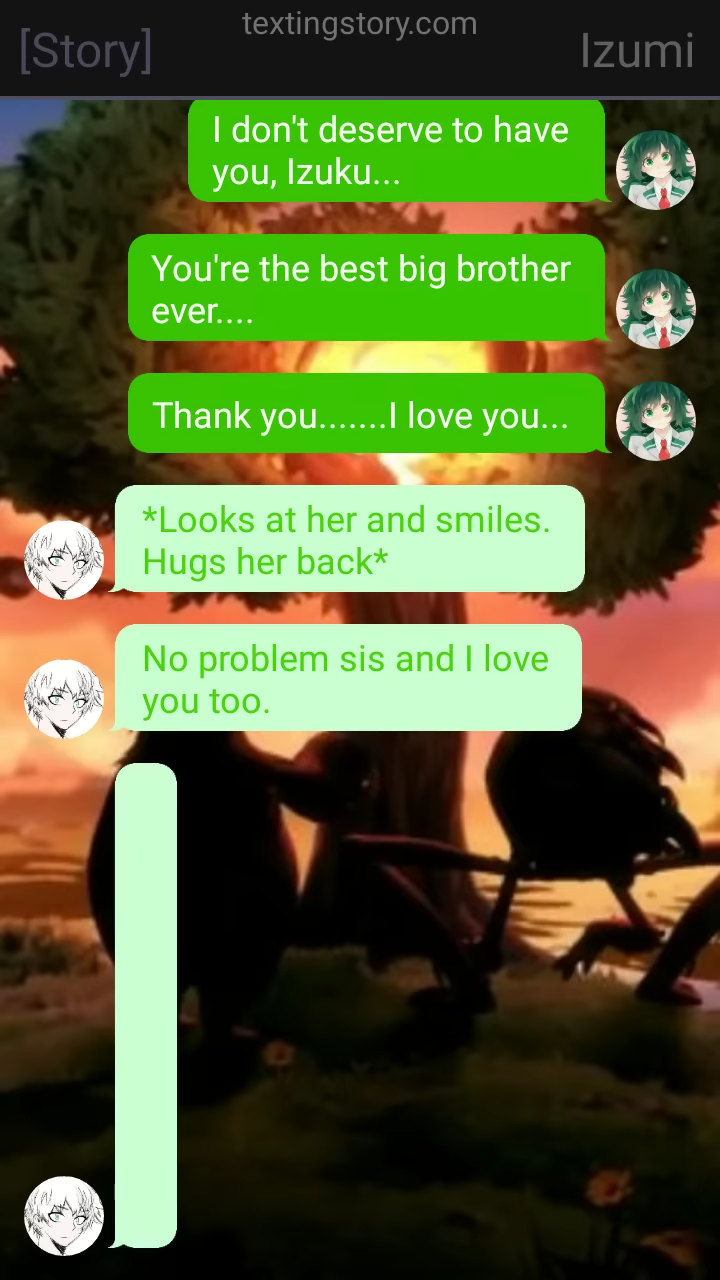 textingstory.com
[Story]
Izumi
I don't deserve to have
you, Izuku...
You're the best big brother
ever....
Thank you.......I love you...
*Looks at her and smiles.
Hugs her back*
No problem sis and I love
you too.